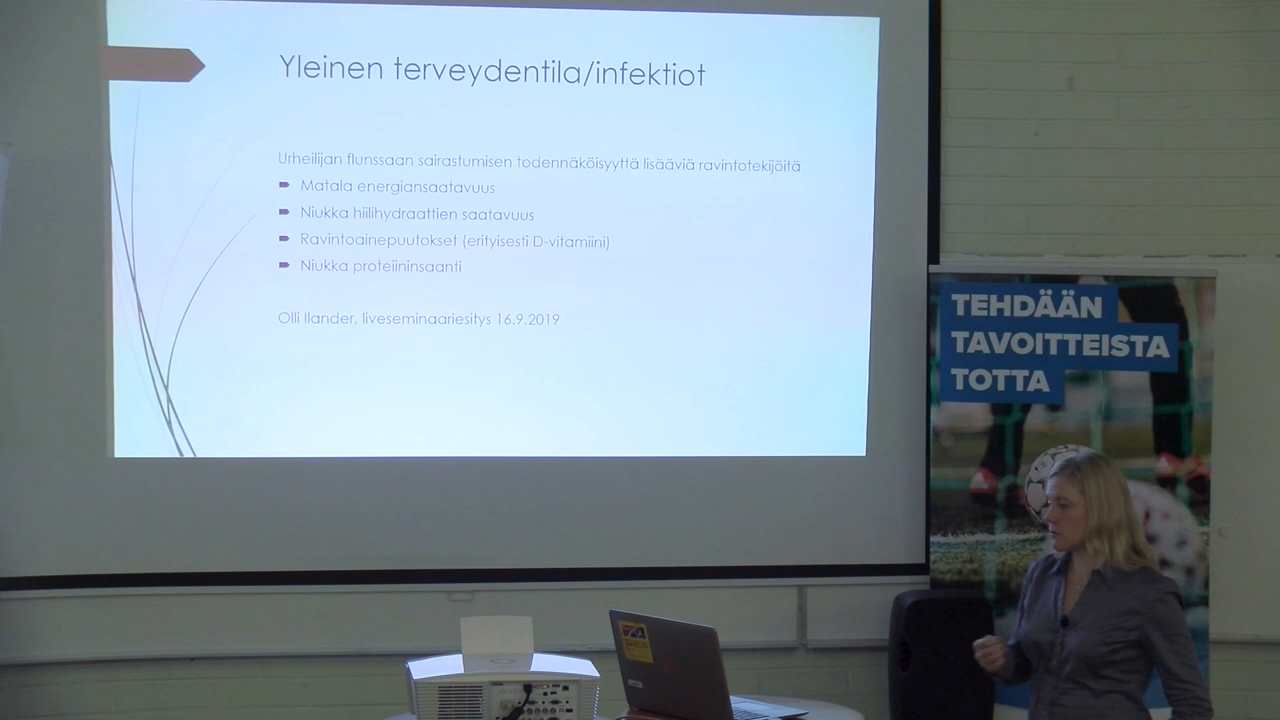 Yleinen terveydentila/infektiot
Urheilijan flunssaan sairastumisen todennäköisyyttä lisääviä ravintotekijöitä
Matala energiansaatavuus
Niukka hiilihydraattien saatavuus
Ravintoainepuutokset (erityisesti D-vitamiini)
Niukka proteiininsaanti
Olli Ilander, liveseminaariesitys 16.9.2019
TEHDÄÄN
TAVOITTEISTA
TOTTA